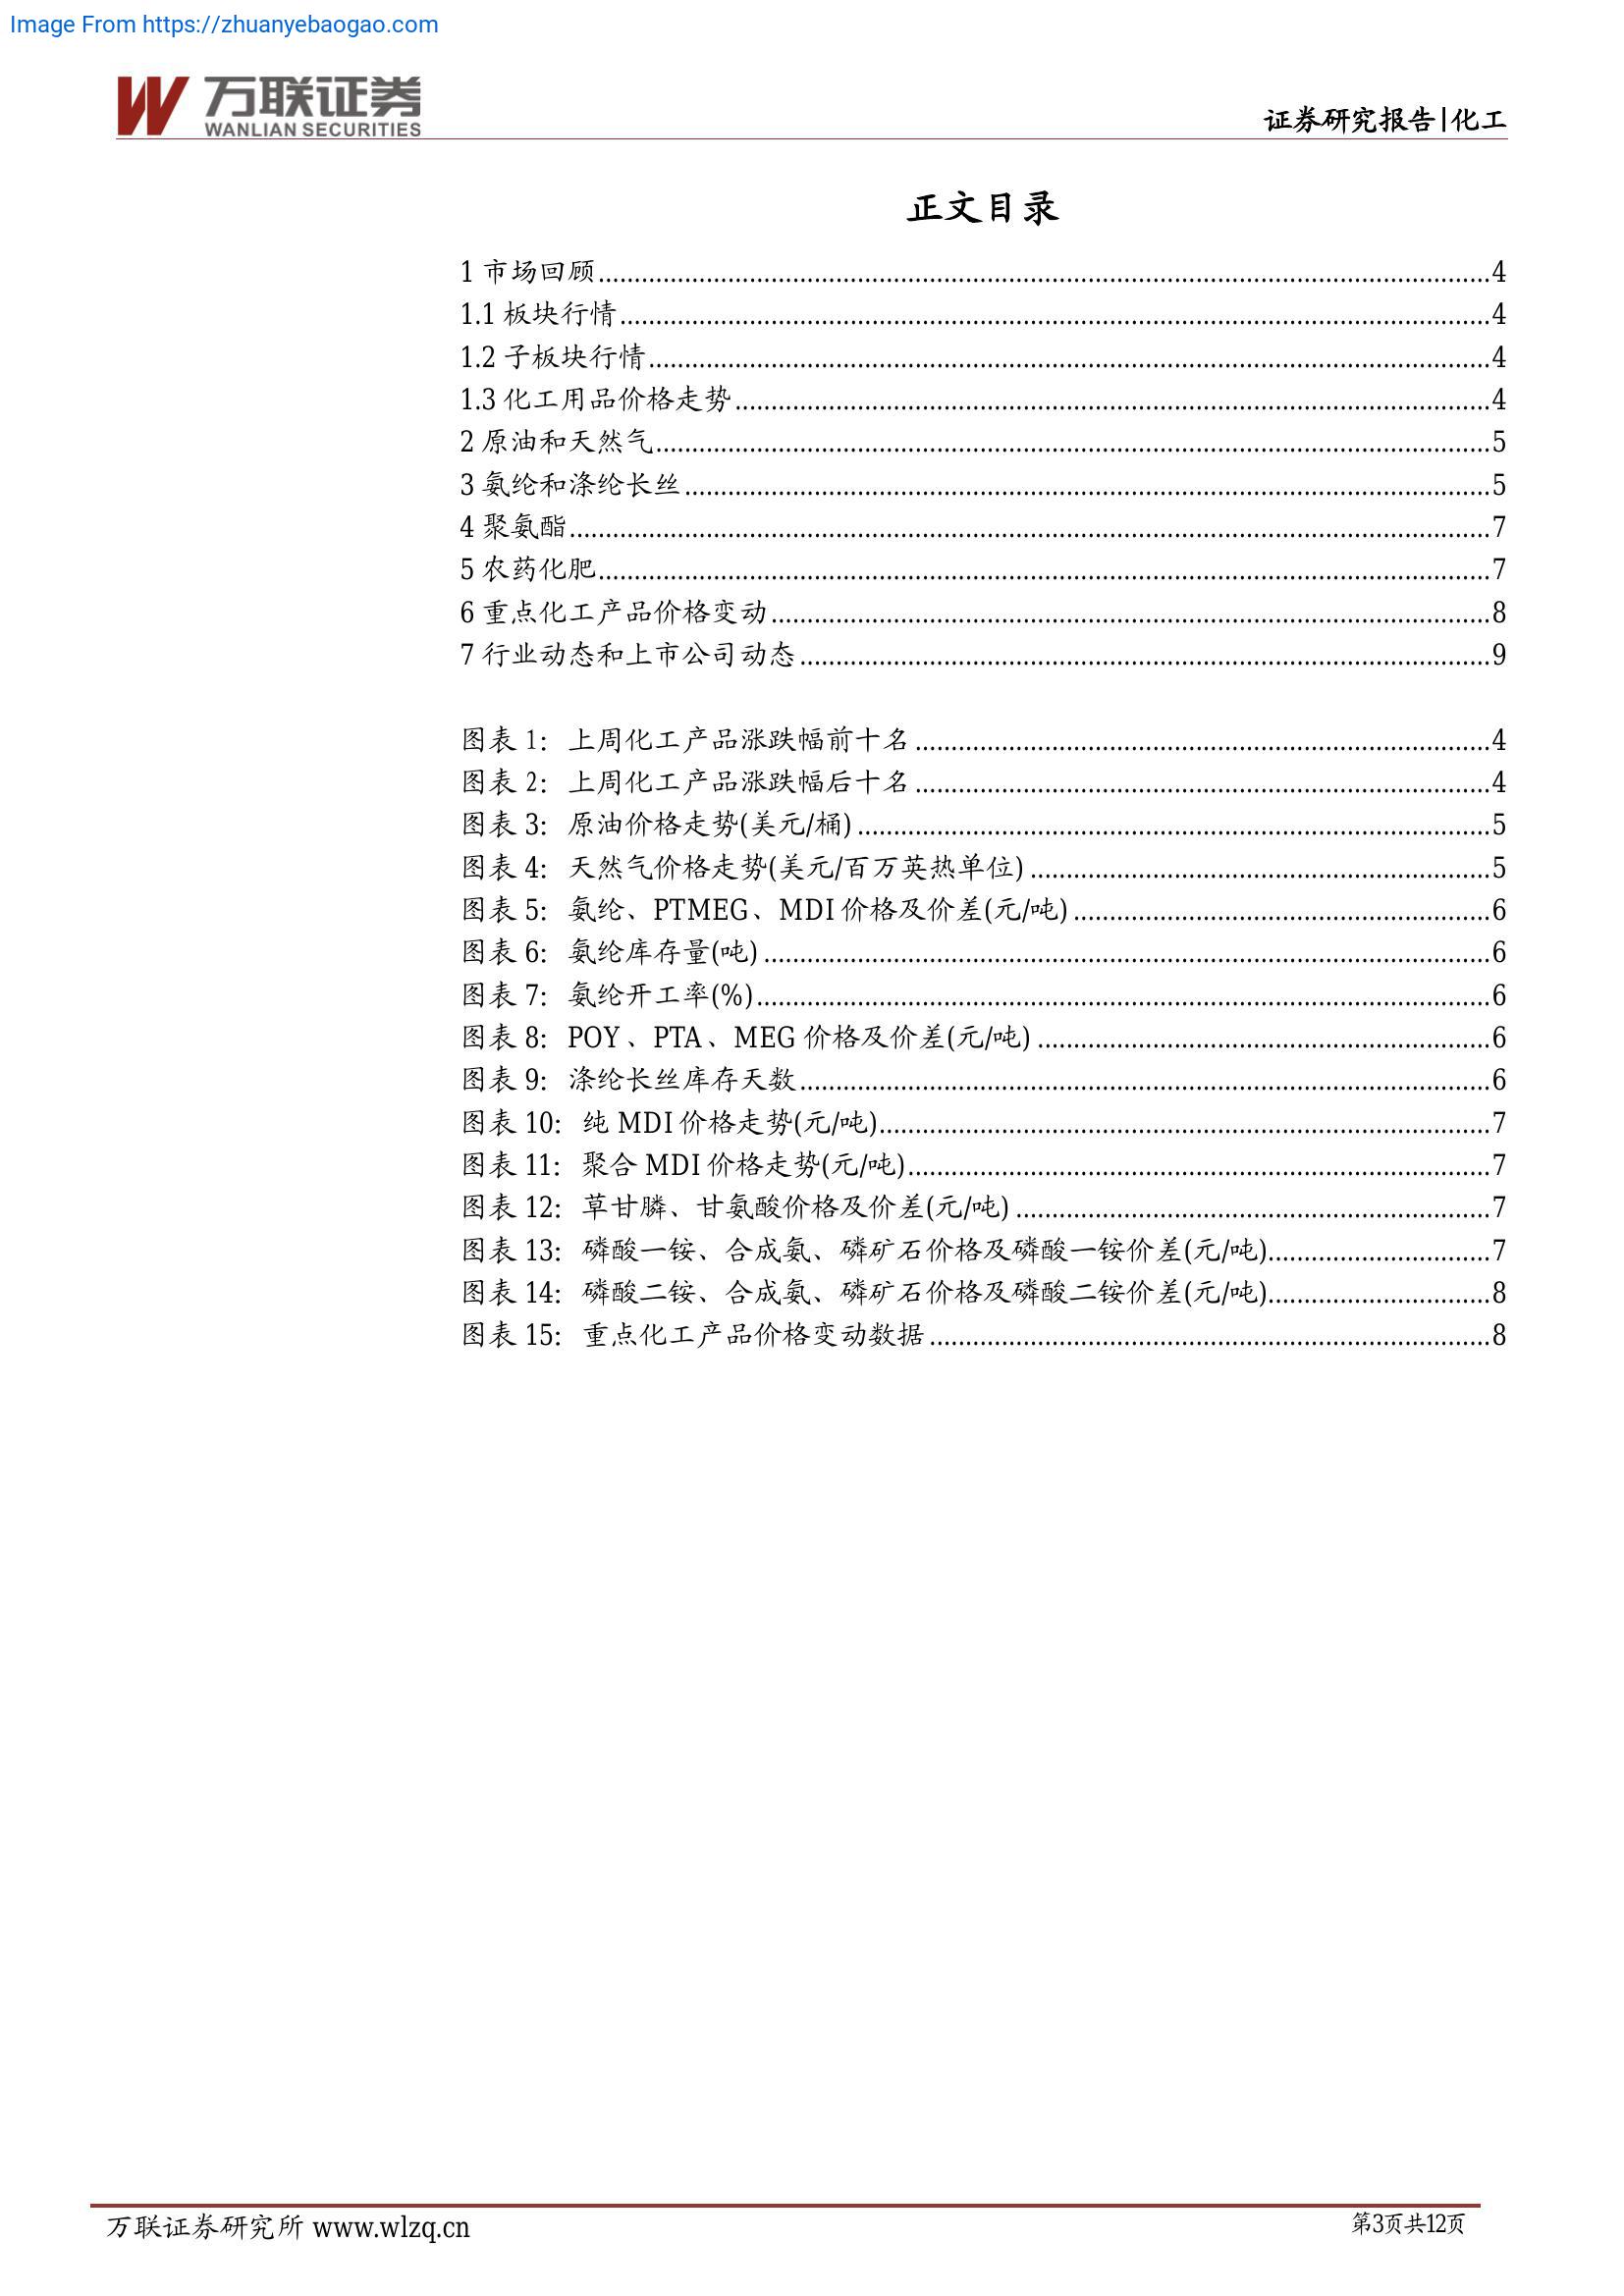 Image From https://zhuanyebaogao.com
万联证券
WANLIAN SECURITIES
证券研究报告|化工
正文目录
1 市场回顾 4
1.1 板块行情 4
1.2 子板块行情 4
1.3 化工用品价格走势 4
2 原油和天然气 5
3 氨纶和涤纶长丝 5
4 聚氨酯 7
5 农药化肥 7
6 重点化工产品价格变动 8
7 行业动态和上市公司动态 9
图表 1: 上周化工产品涨跌幅前十名 4
图表 2: 上周化工产品涨跌幅后十名 4
图表 3: 原油价格走势(美元/桶) 5
图表 4: 天然气价格走势(美元/百万英热单位) 5
图表 5: 氨纶、PTMEG、MDI 价格及价差(元/吨) 6
图表 6: 氨纶库存量(吨) 6
图表 7: 氨纶开工率(%) 6
图表 8: POY、PTA、MEG 价格及价差(元/吨) 6
图表 9: 涤纶长丝库存天数 6
图表 10: 纯 MDI 价格走势(元/吨) 7
图表 11: 聚合 MDI 价格走势(元/吨) 7
图表 12: 草甘膦、甘氨酸价格及价差(元/吨) 7
图表 13: 磷酸一铵、合成氨、磷矿石价格及磷酸一铵价差(元/吨) 7
图表 14: 磷酸二铵、合成氨、磷矿石价格及磷酸二铵价差(元/吨) 8
图表 15: 重点化工产品价格变动数据 8
万联证券研究所 www.wlzq.cn
第3页共12页